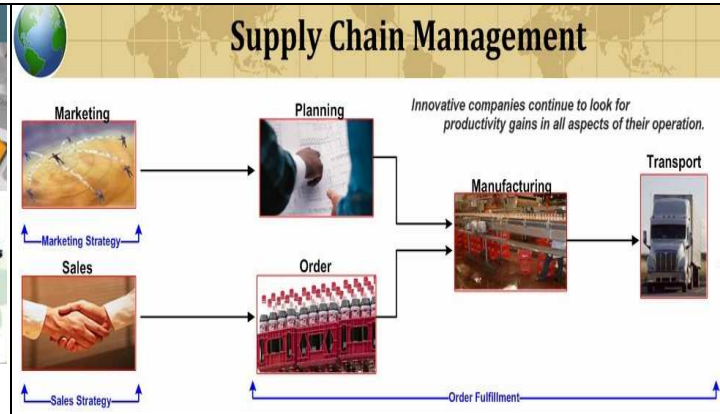 Supply Chain Management
Innovative companies continue to look for
productivity gains in all aspects of their operation.
Marketing
Planning
Manufacturing
Transport
Marketing Strategy
Sales
Order
Sales Strategy
Order Fulfillment